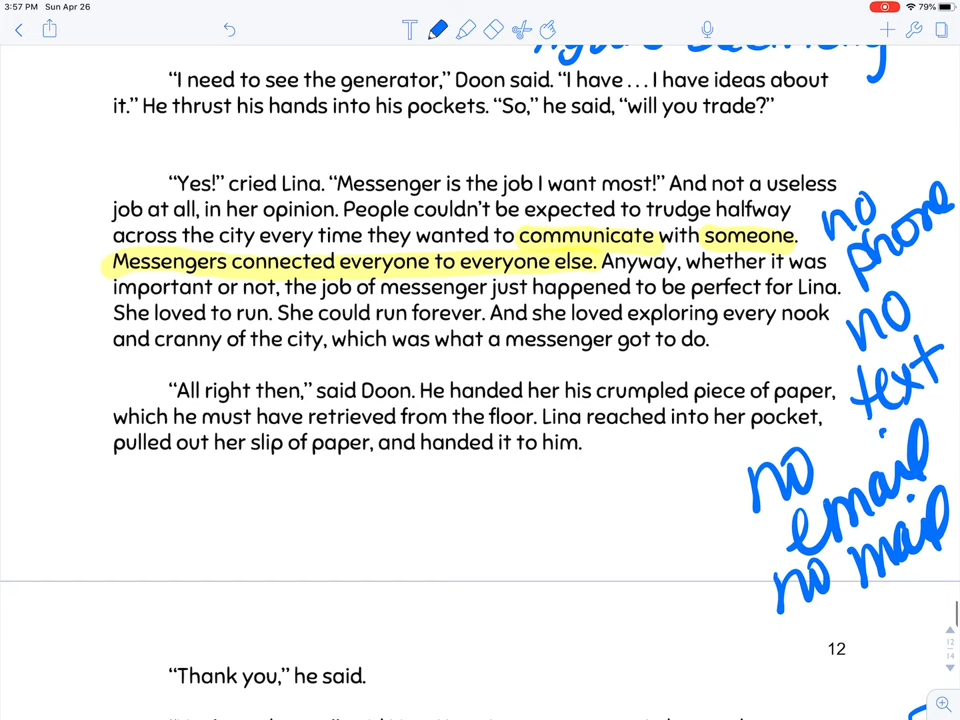 3:57 PM Sun Apr 26
79%
T
"I need to see the generator," Doon said. "I have … I have ideas about
it." He thrust his hands into his pockets. "So," he said, "will you trade?"
"Yes!" cried Lina. "Messenger is the job I want most!" And not a useless
job at all, in her opinion. People couldn't be expected to trudge halfway
across the city every time they wanted to communicate with someone.
Messengers connected everyone to everyone else. Anyway, whether it was
important or not, the job of messenger just happened to be perfect for Lina.
She loved to run. She could run forever. And she loved exploring every nook
and cranny of the city, which was what a messenger got to do.
no
phone
no
text
"All right then," said Doon. He handed her his crumpled piece of paper,
which he must have retrieved from the floor. Lina reached into her pocket,
pulled out her slip of paper, and handed it to him.
no
email
no mail
12
12
14
"Thank you," he said.